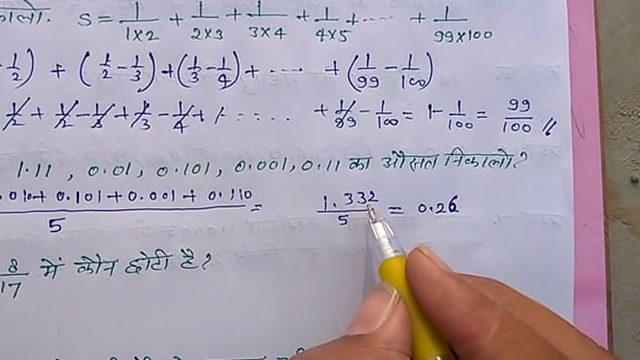 कालो. S = 1/1×2 + 1/2×3 + 1/3×4 + 1/4×5 + .... + 1/99×100
1/2) + (1/2 - 1/3) + (1/3 - 1/4) + .... + (1/99 - 1/100)
1/2 + 1/2 - 1/3 + 1/3 - 1/4 + ..... + 1/99 - 1/100 = 1 - 1/100 = 99/100 //
1.11, 0.01, 0.101, 0.001, 0.11 का औसत निकालो?
.010 + 0.101 + 0.001 + 0.110 / 5 = 1.332 / 5 = 0.26
8/17 में कौन छोटी है?